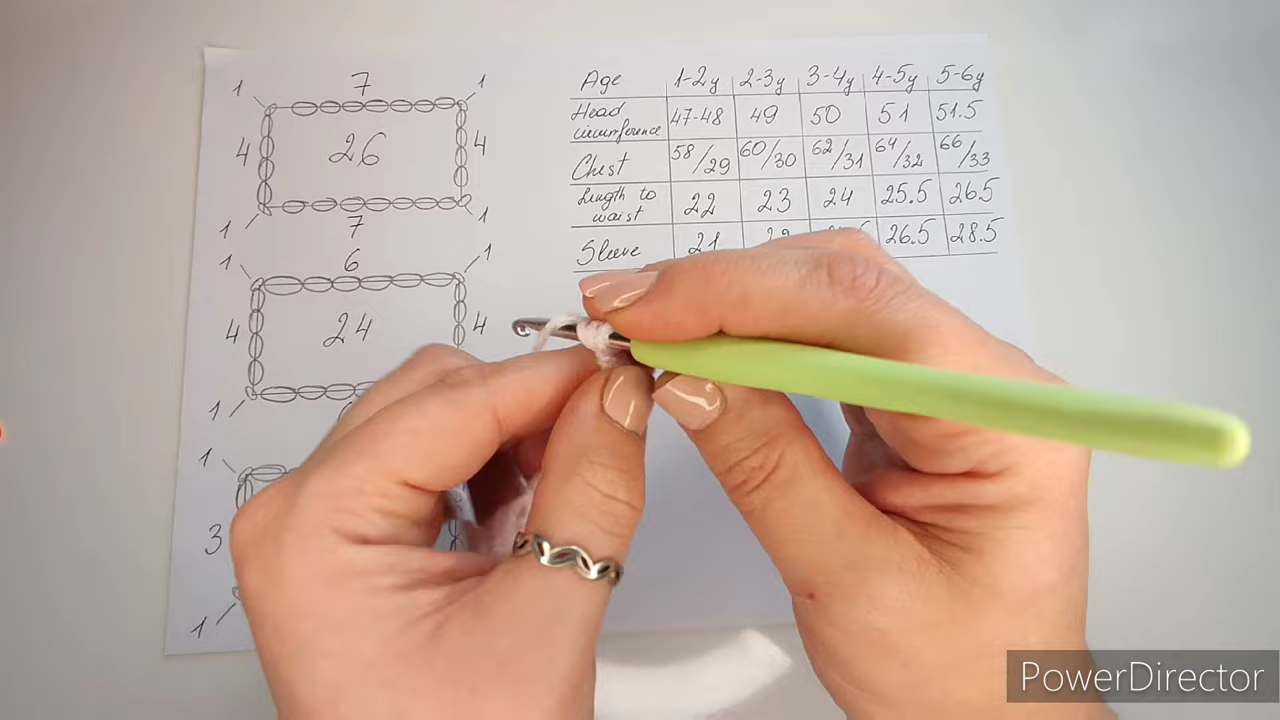 1 7 1
4 26 4
1 7 1
1 6 1
4 24 4
1
1
3
1
Age 1-2y 2-3y 3-4y 4-5y 5-6y
Head circumference 47-48 49 50 51 51.5
Chest 58/29 60/30 62/31 64/32 66/33
Length to waist 22 23 24 25.5 26.5
Sleeve 21 26.5 28.5
PowerDirector